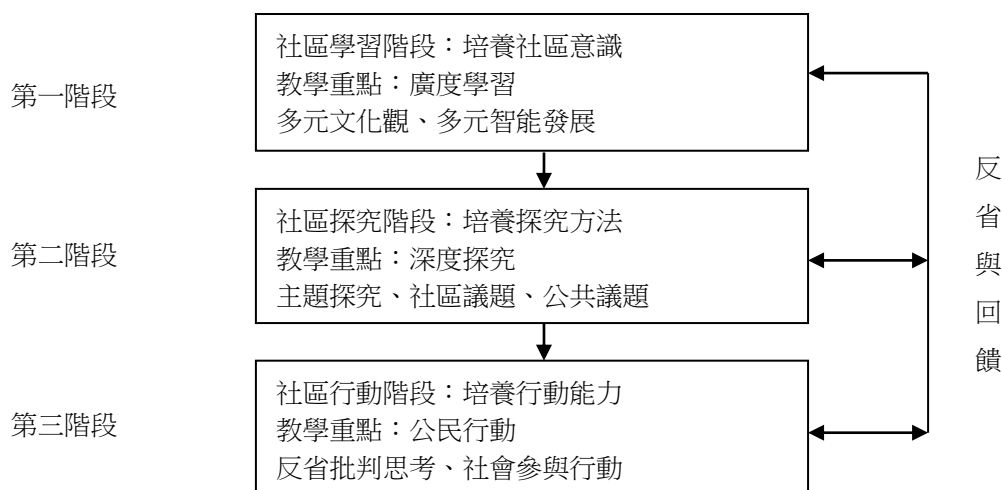 第一階段
社區學習階段：培養社區意識
教學重點：廣度學習
多元文化觀、多元智能發展
第二階段
社區探究階段：培養探究方法
教學重點：深度探究
主題探究、社區議題、公共議題
第三階段
社區行動階段：培養行動能力
教學重點：公民行動
反省批判思考、社會參與行動
反
省
與
回
饋